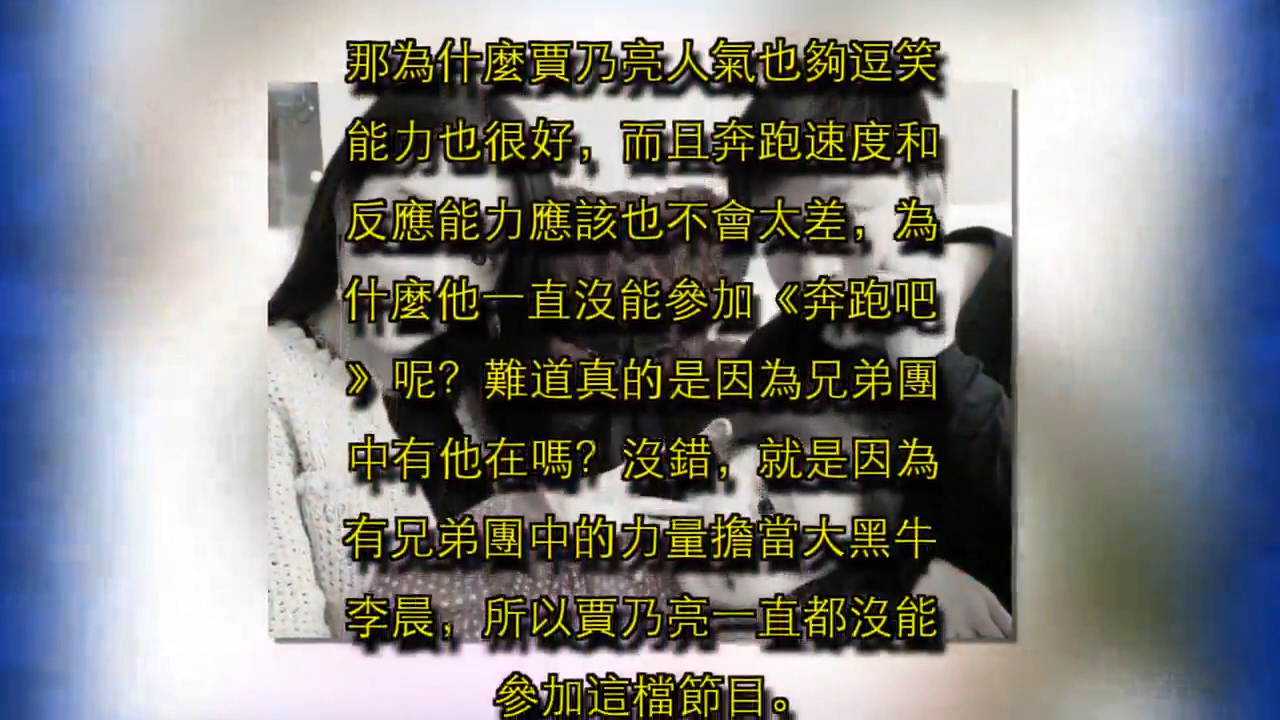 那為什麼賈乃亮人氣也夠逗笑
能力也很好，而且奔跑速度和
反應能力應該也不會太差，為
什麼他一直沒能參加《奔跑吧
》呢？難道真的是因為兄弟團
中有他在嗎？沒錯，就是因為
有兄弟團中的力量擔當大黑牛
李晨，所以賈乃亮一直都沒能
參加這檔節目。